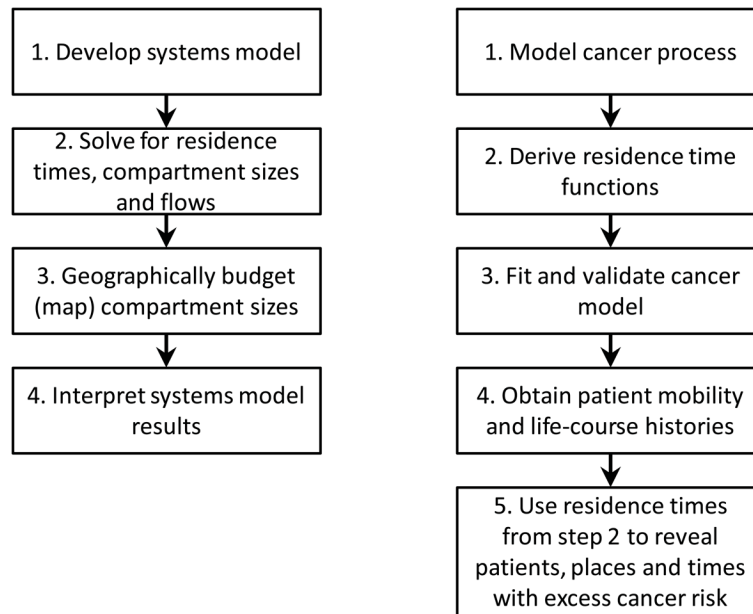 1. Develop systems model
2. Solve for residence
times, compartment sizes
and flows
3. Geographically budget
(map) compartment sizes
4. Interpret systems model
results
1. Model cancer process
2. Derive residence time
functions
3. Fit and validate cancer
model
4. Obtain patient mobility
and life-course histories
5. Use residence times
from step 2 to reveal
patients, places and times
with excess cancer risk